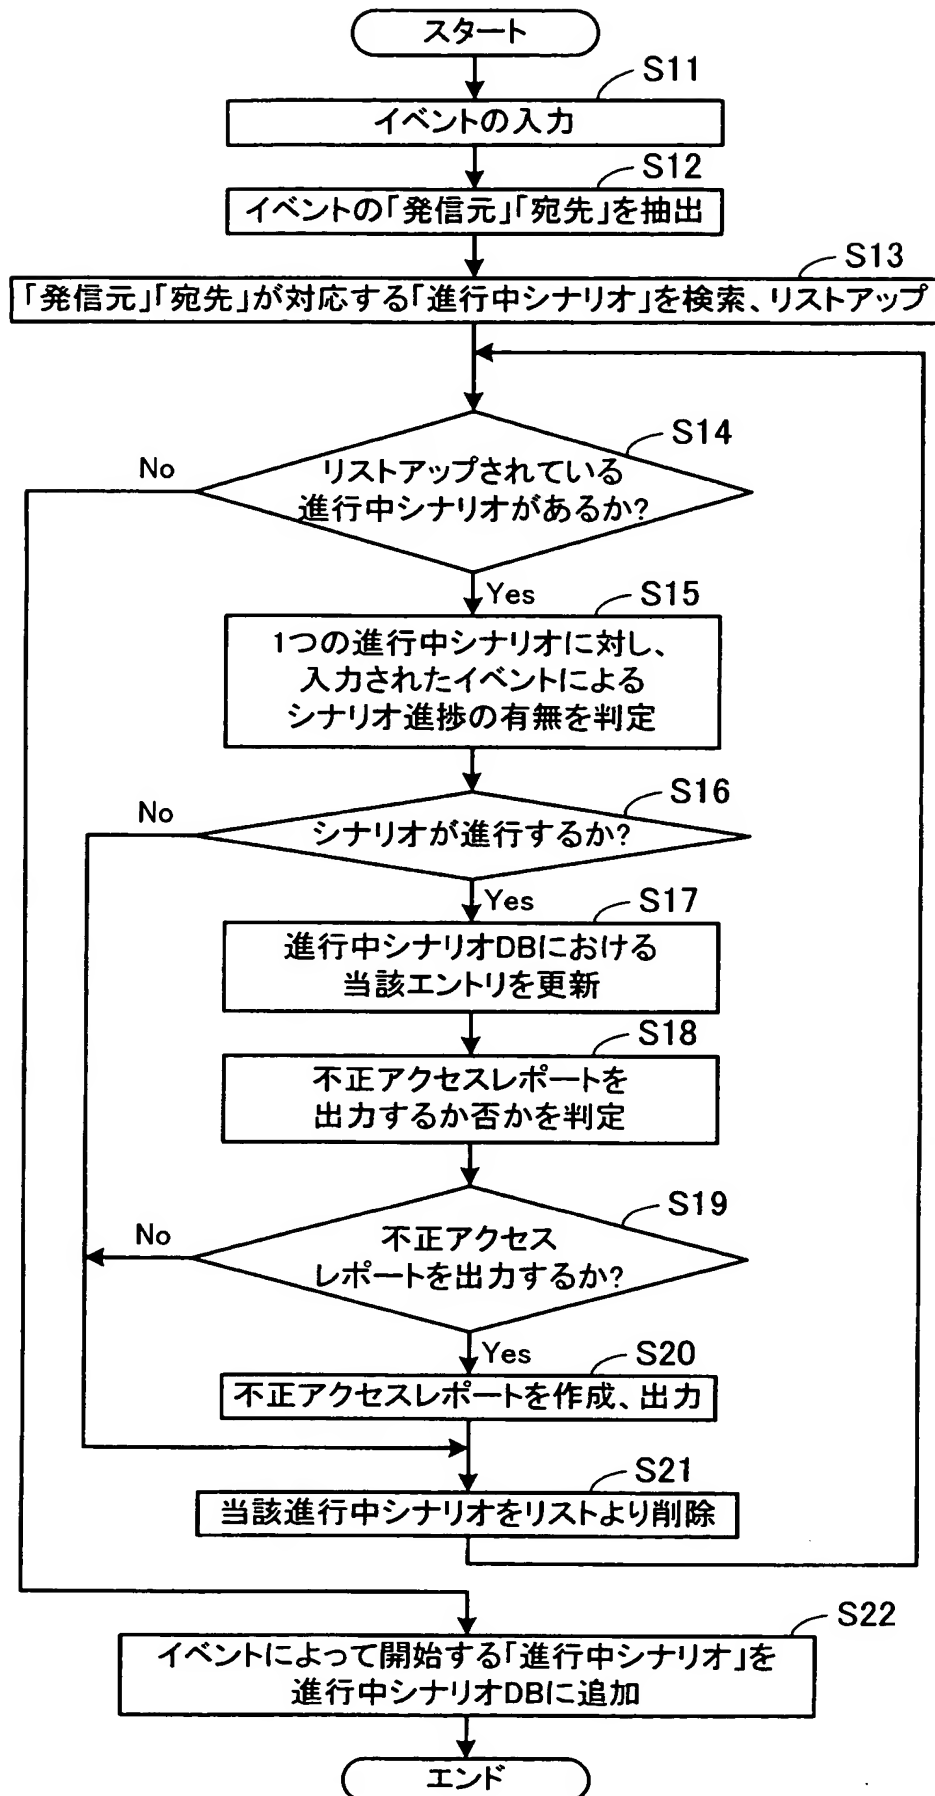 スタート
S11
イベントの入力
S12
イベントの「発信元」「宛先」を抽出
S13
「発信元」「宛先」が対応する「進行中シナリオ」を検索、リストアップ
S14
No
リストアップされている
進行中シナリオがあるか?
Yes
S15
1つの進行中シナリオに対し、
入力されたイベントによる
シナリオ進捗の有無を判定
S16
No
シナリオが進行するか?
Yes
S17
進行中シナリオDBにおける
当該エントリを更新
S18
不正アクセスレポートを
出力するか否かを判定
S19
No
不正アクセス
レポートを出力するか?
Yes
S20
不正アクセスレポートを作成、出力
S21
当該進行中シナリオをリストより削除
S22
イベントによって開始する「進行中シナリオ」を
進行中シナリオDBに追加
エンド